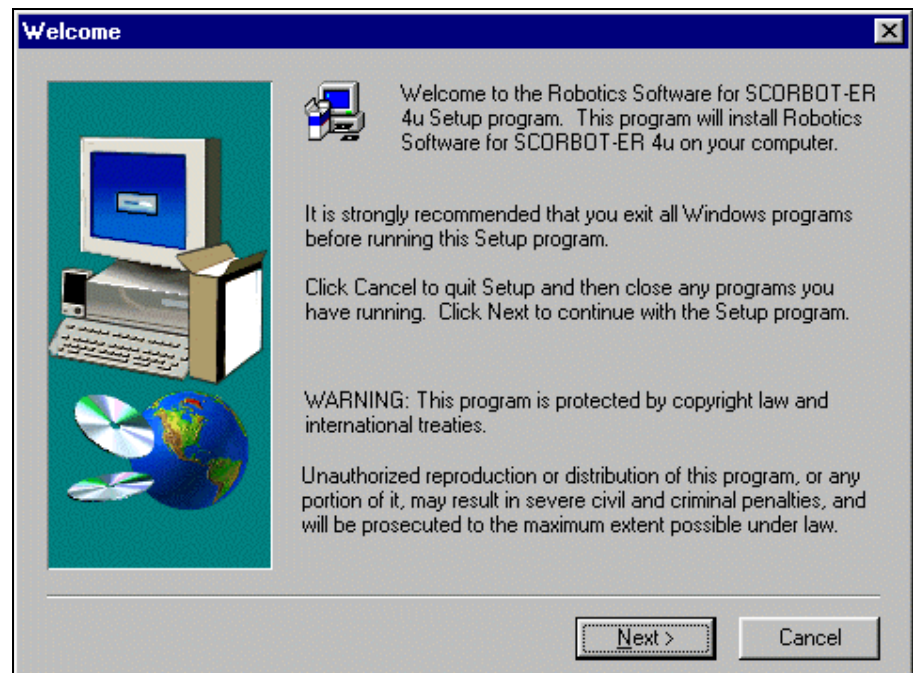 Welcome
Welcome to the Robotics Software for SCORBOT-ER
4u Setup program. This program will install Robotics
Software for SCORBOT-ER 4u on your computer.
It is strongly recommended that you exit all Windows programs
before running this Setup program.
Click Cancel to quit Setup and then close any programs you
have running. Click Next to continue with the Setup program.
WARNING: This program is protected by copyright law and
international treaties.
Unauthorized reproduction or distribution of this program, or any
portion of it, may result in severe civil and criminal penalties, and
will be prosecuted to the maximum extent possible under law.
Next >
Cancel